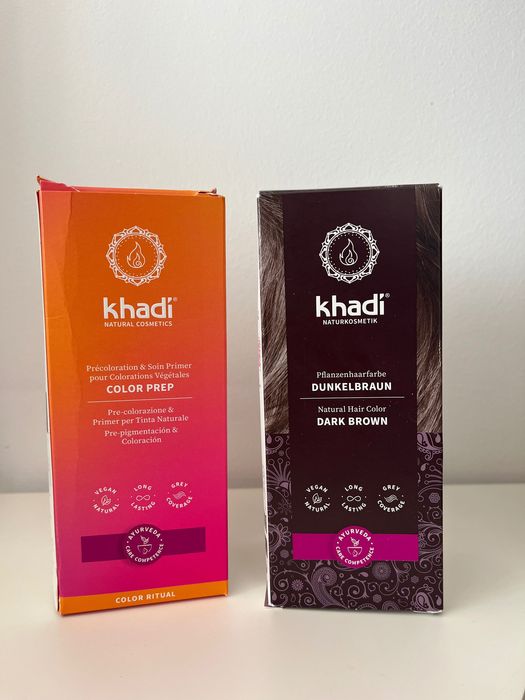 khadí®
NATURAL COSMETICS
Précoloration & Soin Primer
pour Colorations Végétales
COLOR PREP
Pre-colorazione &
Primer per Tinta Naturale
Pre-pigmentación &
Coloración
VEGAN
NATURAL
LONG
LASTING
GREY
COVERAGE
AYURVEDA
CARE COMPETENCE
COLOR RITUAL
khadí®
NATURKOSMETIK
Pflanzenhaarfarbe
DUNKELBRAUN
Natural Hair Color
DARK BROWN
VEGAN
NATURAL
LONG
LASTING
GREY
COVERAGE
AYURVEDA
CARE COMPETENCE